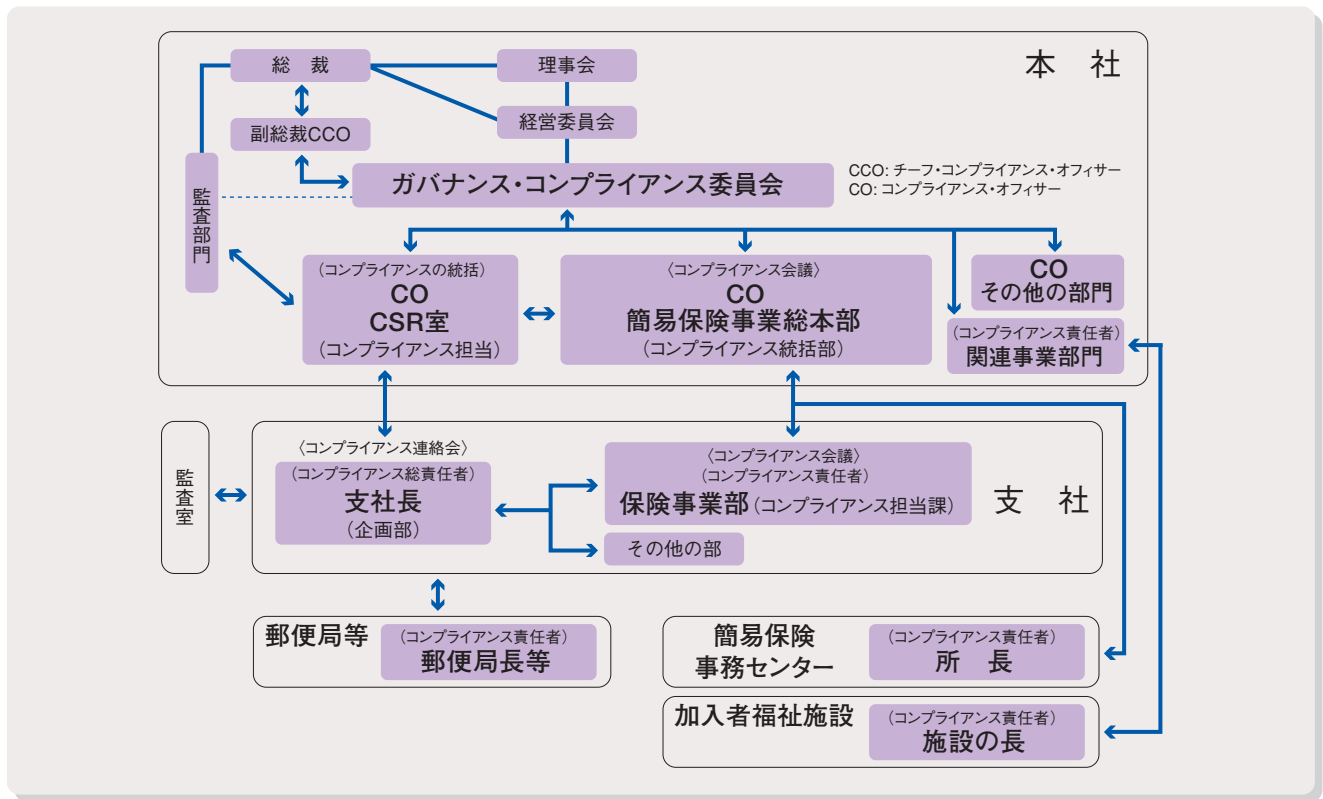 本　社
総　裁
理事会
経営委員会
副総裁CCO
ガバナンス・コンプライアンス委員会
CCO: チーフ・コンプライアンス・オフィサー
CO: コンプライアンス・オフィサー
監査部門
（コンプライアンスの統括）
CO
CSR室
（コンプライアンス担当）
〈コンプライアンス会議〉
CO
簡易保険事業総本部
（コンプライアンス統括部）
CO
その他の部門
（コンプライアンス責任者）
関連事業部門
監査室
〈コンプライアンス連絡会〉
（コンプライアンス総責任者）
支社長
（企画部）
〈コンプライアンス会議〉
（コンプライアンス責任者）
保険事業部（コンプライアンス担当課）
その他の部
支　社
郵便局等
（コンプライアンス責任者）
郵便局長等
簡易保険
事務センター
（コンプライアンス責任者）
所　長
加入者福祉施設
（コンプライアンス責任者）
施設の長